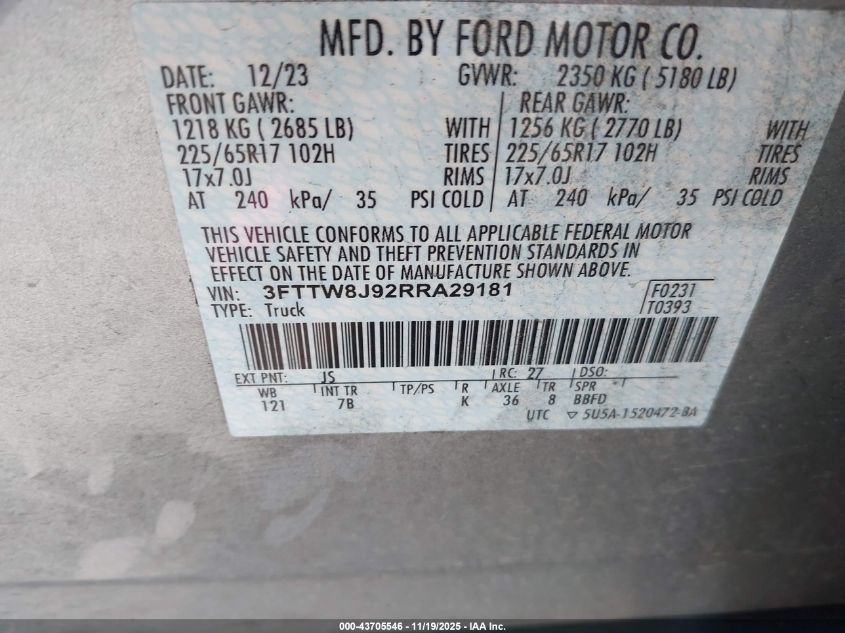 MFD. BY FORD MOTOR CO.
DATE: 12/23 GVWR: 2350 KG ( 5180 LB)
FRONT GAWR: REAR GAWR:
1218 KG ( 2685 LB) WITH 1256 KG ( 2770 LB) WITH
225/65R17 102H TIRES 225/65R17 102H TIRES
17x7.0J RIMS 17x7.0J RIMS
AT 240 kPa/ 35 PSI COLD AT 240 kPa/ 35 PSI COLD
THIS VEHICLE CONFORMS TO ALL APPLICABLE FEDERAL MOTOR
VEHICLE SAFETY AND THEFT PREVENTION STANDARDS IN
EFFECT ON THE DATE OF MANUFACTURE SHOWN ABOVE.
VIN: 3FTTW8J92RRA29181 F0231
TYPE: Truck T0393
EXT PNT: JS RC: 27 DSO:
WB INT TR TP/PS R AXLE TR SPR
121 7B K 36 8 BBFD
UTC ▽ 5U5A-1520472-BA
000-43705546 - 11/19/2025 - IAA Inc.